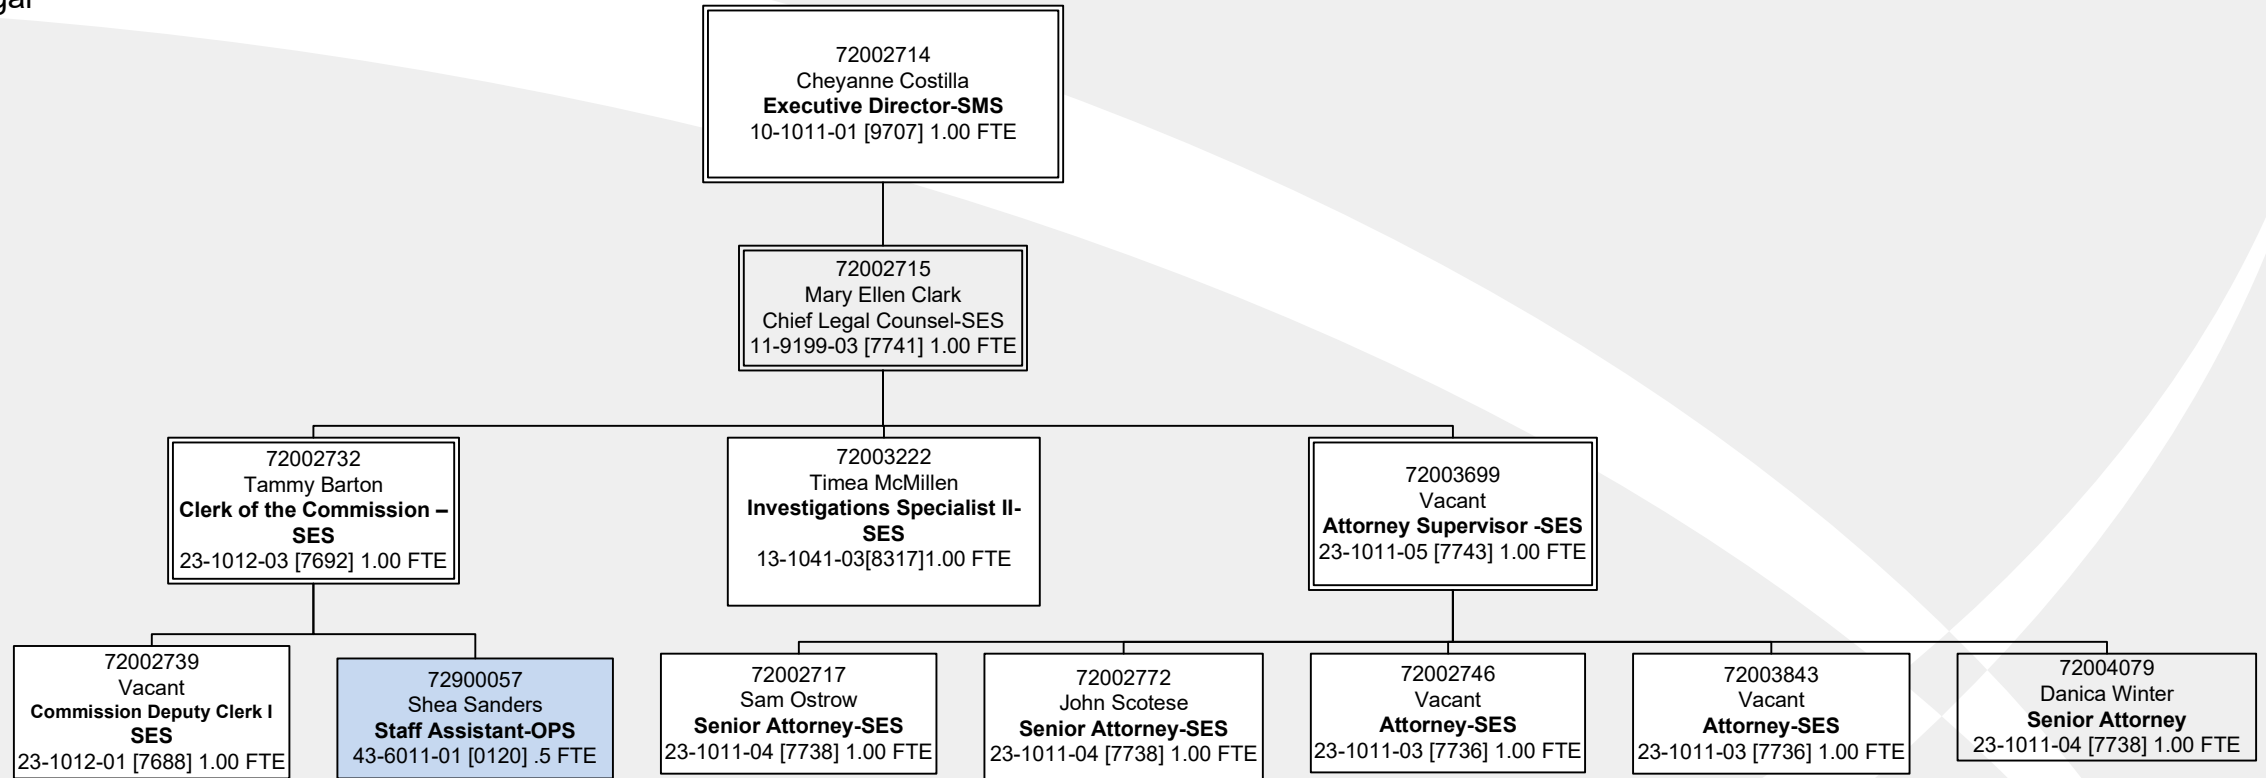 72002714
Cheyanne Costilla
Executive Director-SMS
10-1011-01 [9707] 1.00 FTE
72002715
Mary Ellen Clark
Chief Legal Counsel-SES
11-9199-03 [7741] 1.00 FTE
72002732
Tammy Barton
Clerk of the Commission –
SES
23-1012-03 [7692] 1.00 FTE
72003222
Timea McMillen
Investigations Specialist II-
SES
13-1041-03[8317]1.00 FTE
72003699
Vacant
Attorney Supervisor -SES
23-1011-05 [7743] 1.00 FTE
72002739
Vacant
Commission Deputy Clerk I
SES
23-1012-01 [7688] 1.00 FTE
72900057
Shea Sanders
Staff Assistant-OPS
43-6011-01 [0120] .5 FTE
72002717
Sam Ostrow
Senior Attorney-SES
23-1011-04 [7738] 1.00 FTE
72002772
John Scotese
Senior Attorney-SES
23-1011-04 [7738] 1.00 FTE
72002746
Vacant
Attorney-SES
23-1011-03 [7736] 1.00 FTE
72003843
Vacant
Attorney-SES
23-1011-03 [7736] 1.00 FTE
72004079
Danica Winter
Senior Attorney
23-1011-04 [7738] 1.00 FTE